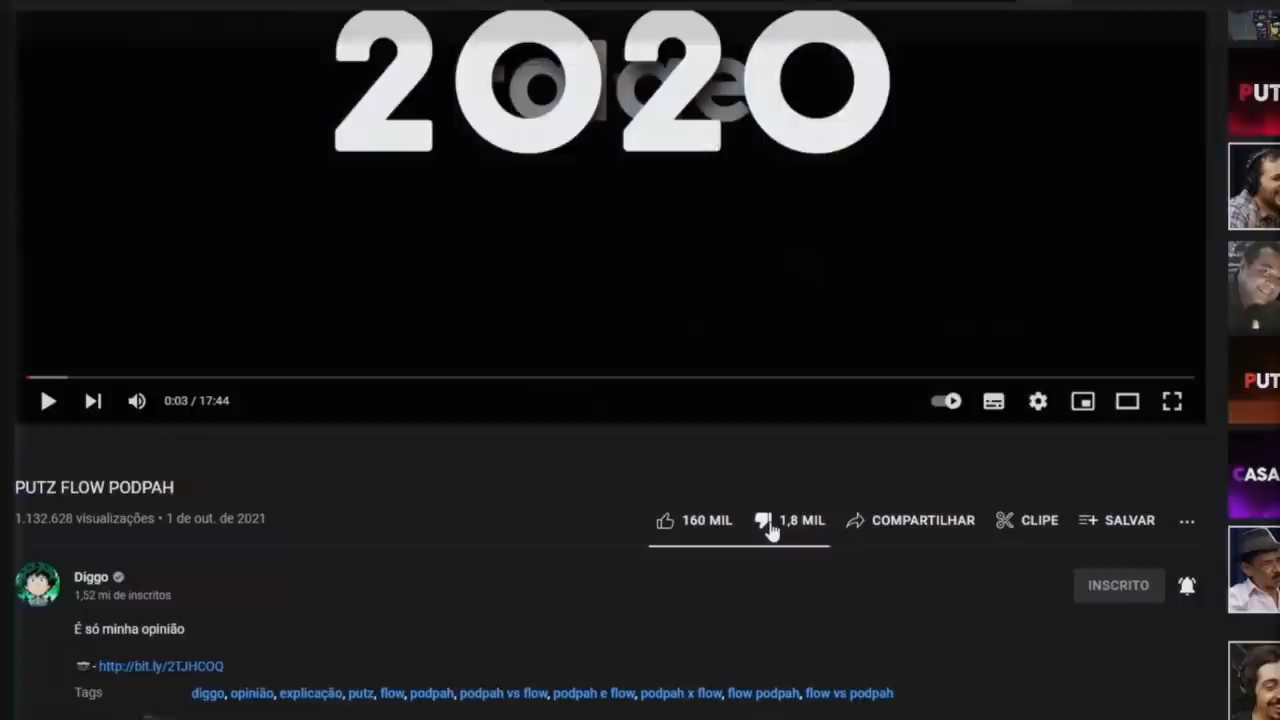 2020
PUT
0:03 / 17:44
PUT
CASA
PUTZ FLOW PODPAH
1.132.628 visualizações • 1 de out. de 2021
160 MIL
1,8 MIL
COMPARTILHAR
CLIPE
SALVAR
Diggo
1,52 mi de inscritos
INSCRITO
É só minha opinião
- http://bit.ly/2TJHCOQ
Tags
diggo, opinião, explicação, putz, flow, podpah, podpah vs flow, podpah e flow, podpah x flow, flow podpah, flow vs podpah